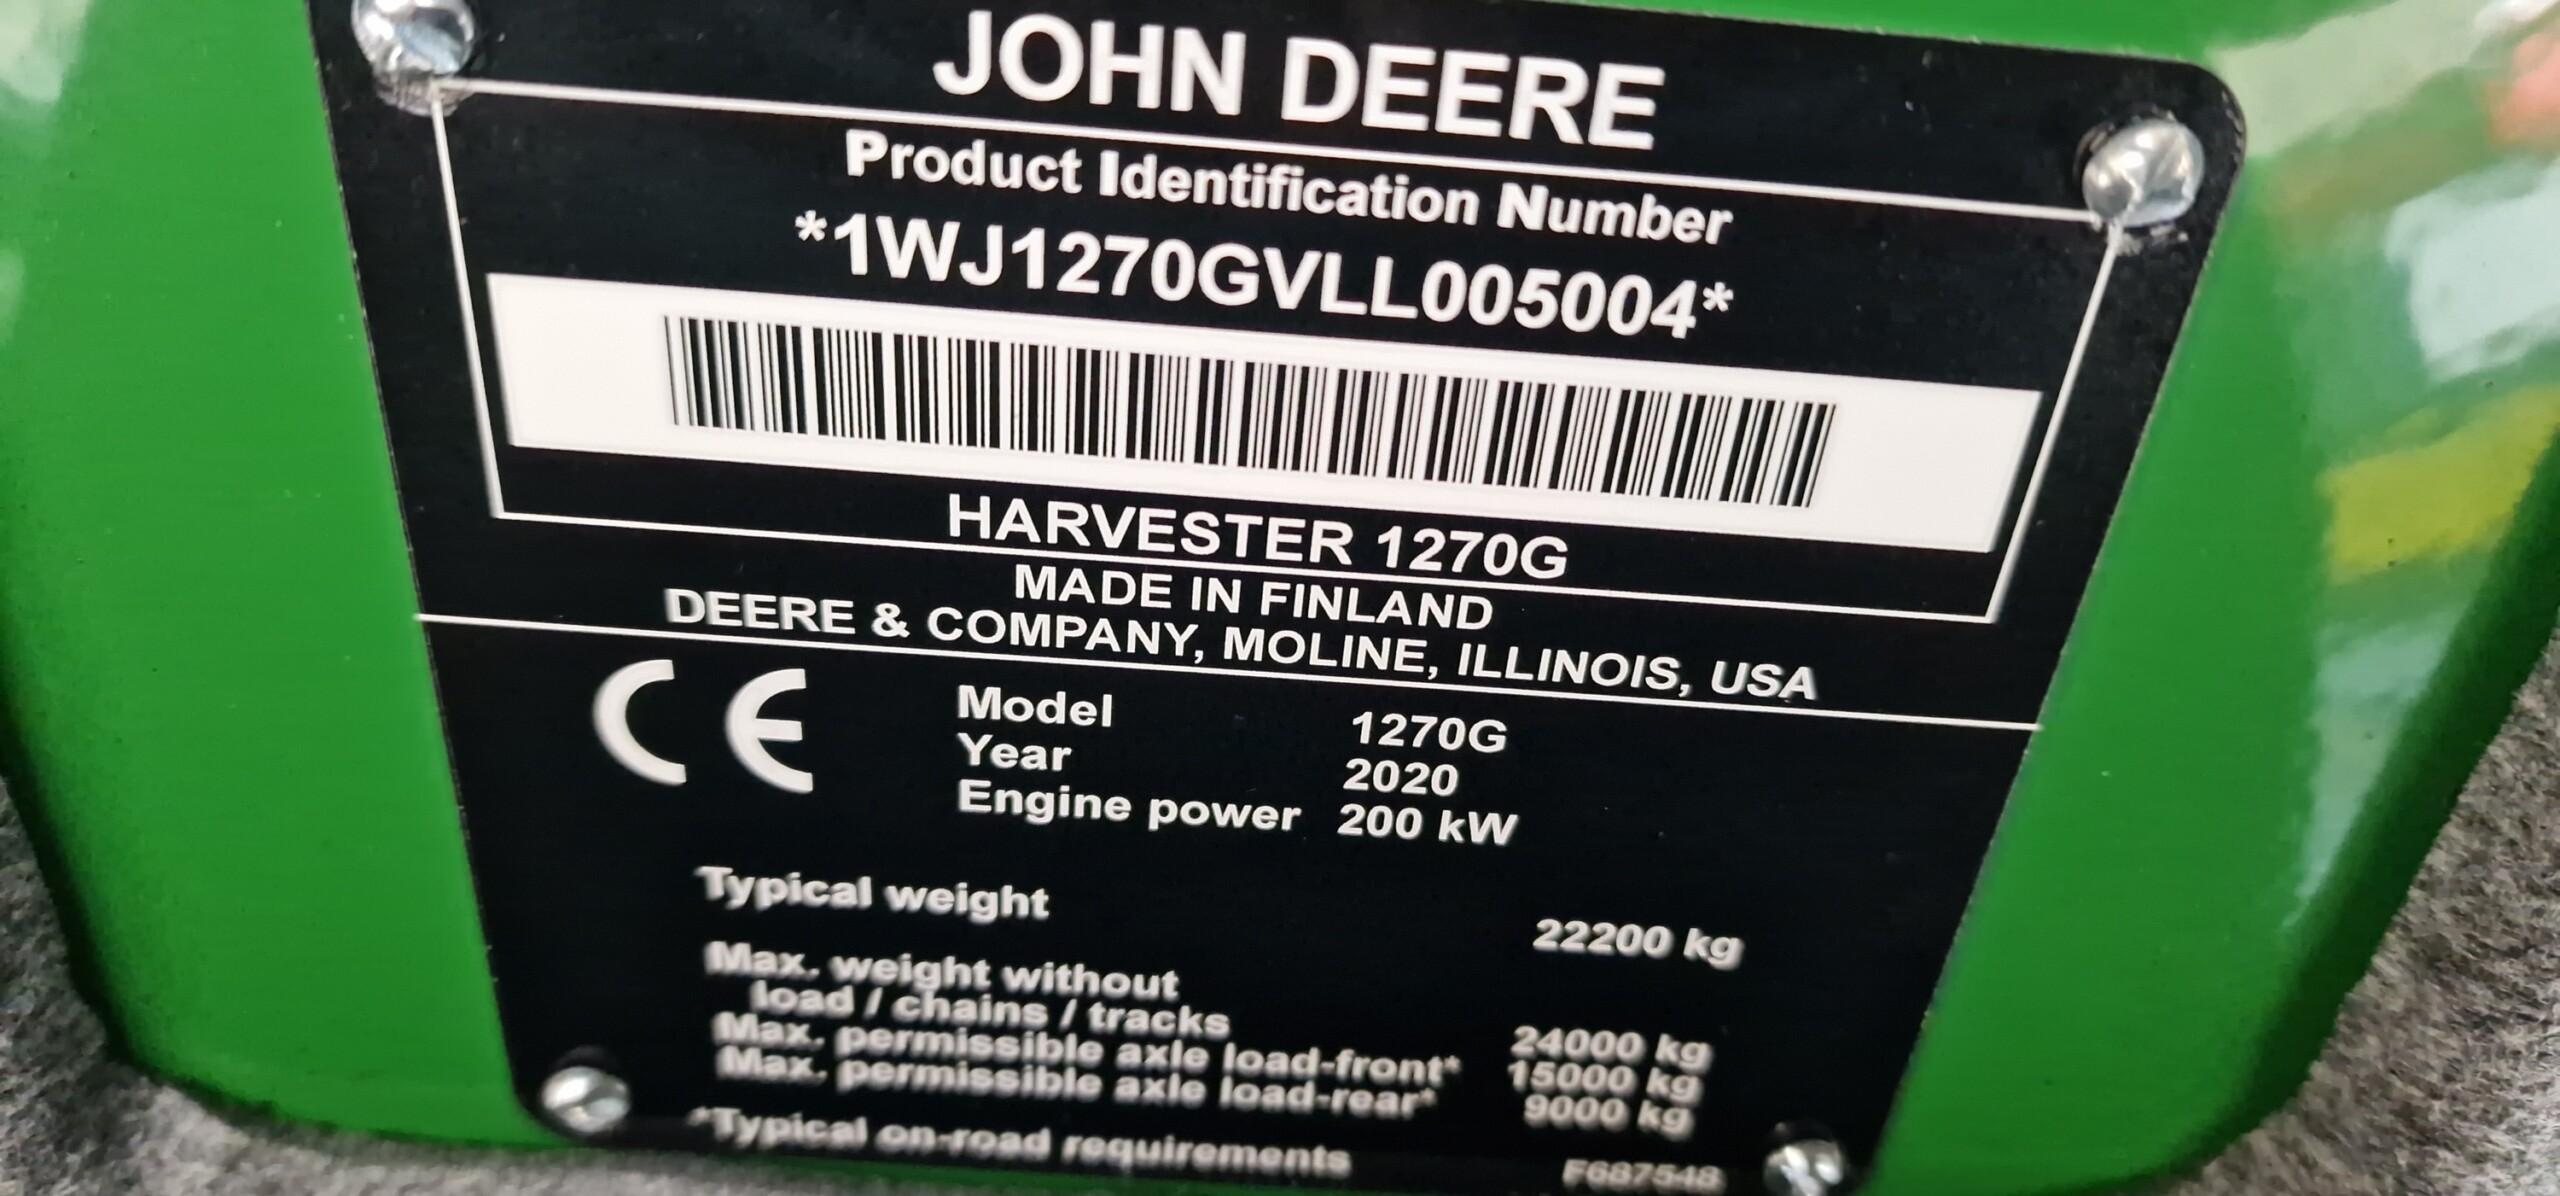 JOHN DEERE
Product Identification Number
*1WJ1270GVLL005004*
HARVESTER 1270G
MADE IN FINLAND
DEERE & COMPANY, MOLINE, ILLINOIS, USA
CE
Model 1270G
Year 2020
Engine power 200 kW
Typical weight 22200 kg
Max. weight without
load / chains / tracks 24000 kg
Max. permissible axle load-front* 15000 kg
Max. permissible axle load-rear* 9000 kg
*Typical on-road requirements
F687548